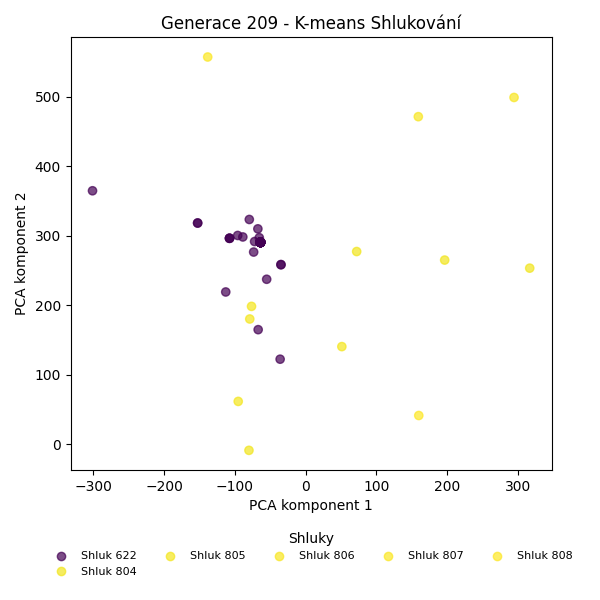 Generace 209 - K-means Shlukování
PCA komponent 2
500
400
300
200
100
0
−300 −200 −100 0 100 200 300
PCA komponent 1
Shluky
Shluk 622 Shluk 805 Shluk 806 Shluk 807 Shluk 808
Shluk 804